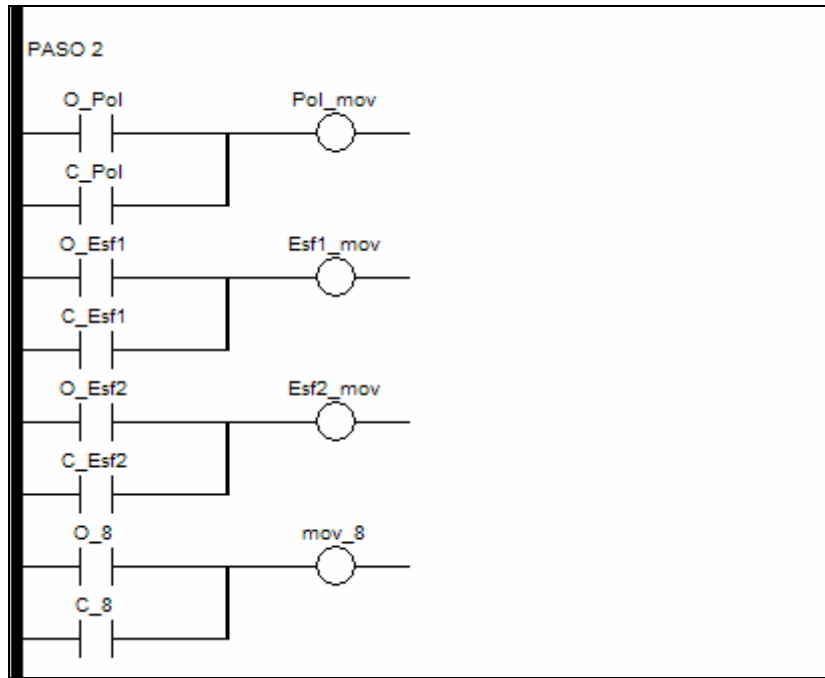 PASO 2
O_Pol Pol_mov
C_Pol
O_Esf1 Esf1_mov
C_Esf1
O_Esf2 Esf2_mov
C_Esf2
O_8 mov_8
C_8